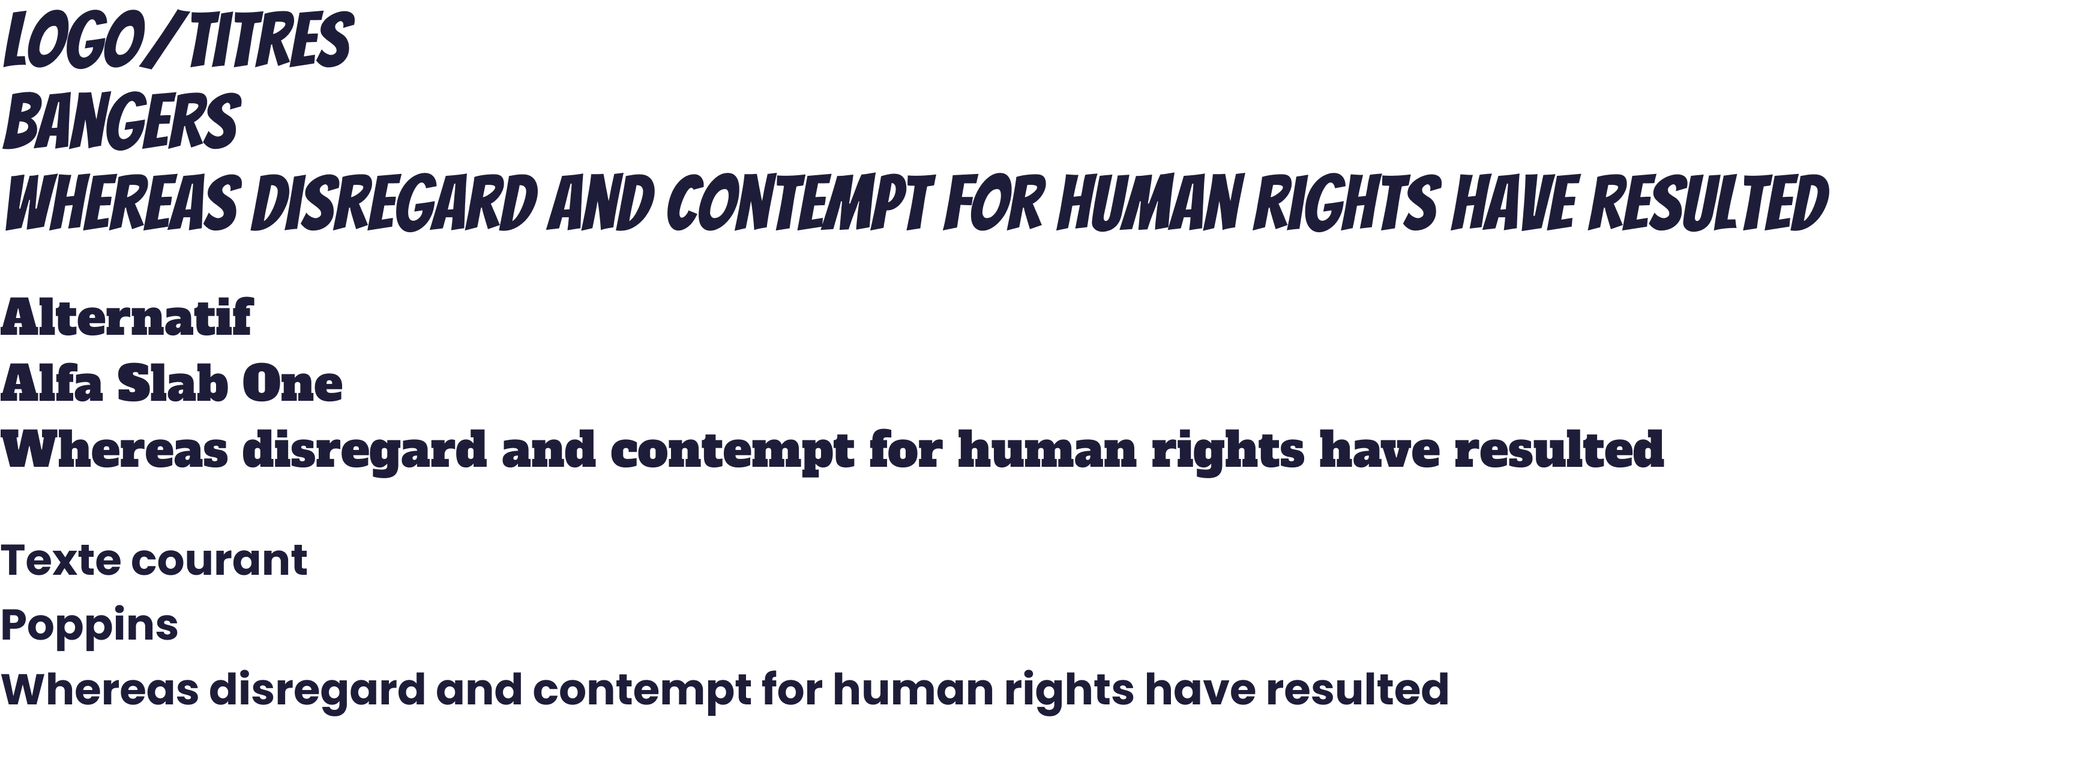 LOGO/TITRES
BANGERS
WHEREAS DISREGARD AND CONTEMPT FOR HUMAN RIGHTS HAVE RESULTED
Alternatif
Alfa Slab One
Whereas disregard and contempt for human rights have resulted
Texte courant
Poppins
Whereas disregard and contempt for human rights have resulted